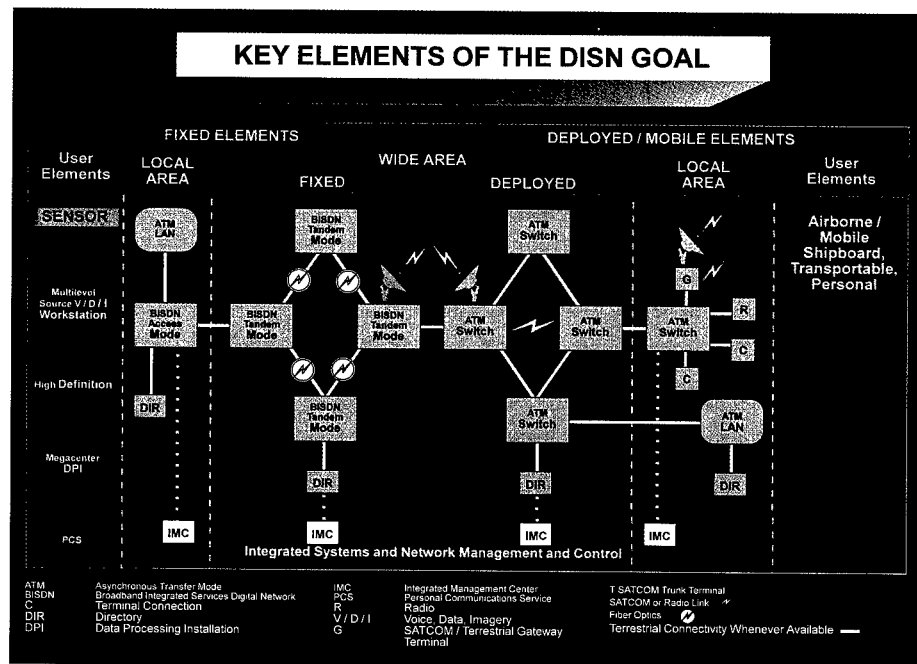 KEY ELEMENTS OF THE DISN GOAL
FIXED ELEMENTS
DEPLOYED / MOBILE ELEMENTS
User
Elements
LOCAL
AREA
WIDE AREA
FIXED
DEPLOYED
LOCAL
AREA
User
Elements
SENSOR
Multilevel
Source V / D / I
Workstation
High Definition
Megacenter
DPI
PCS
ATM
LAN
BISDN
Access
Mode
DIR
IMC
BISDN
Tandem
Mode
BISDN
Tandem
Mode
BISDN
Tandem
Mode
BISDN
Tandem
Mode
DIR
IMC
ATM
Switch
ATM
Switch
ATM
Switch
ATM
Switch
DIR
IMC
G
ATM
Switch
R
C
C
ATM
LAN
DIR
IMC
Airborne /
Mobile
Shipboard,
Transportable,
Personal
Integrated Systems and Network Management and Control
ATM Asynchronous Transfer Mode
BISDN Broadband Integrated Services Digital Network
C Terminal Connection
DIR Directory
DPI Data Processing Installation
IMC Integrated Management Center
PCS Personal Communications Service
R Radio
V / D / I Voice, Data, Imagery
G SATCOM / Terrestrial Gateway
Terminal
T SATCOM Trunk Terminal
SATCOM or Radio Link
Fiber Optics
Terrestrial Connectivity Whenever Available